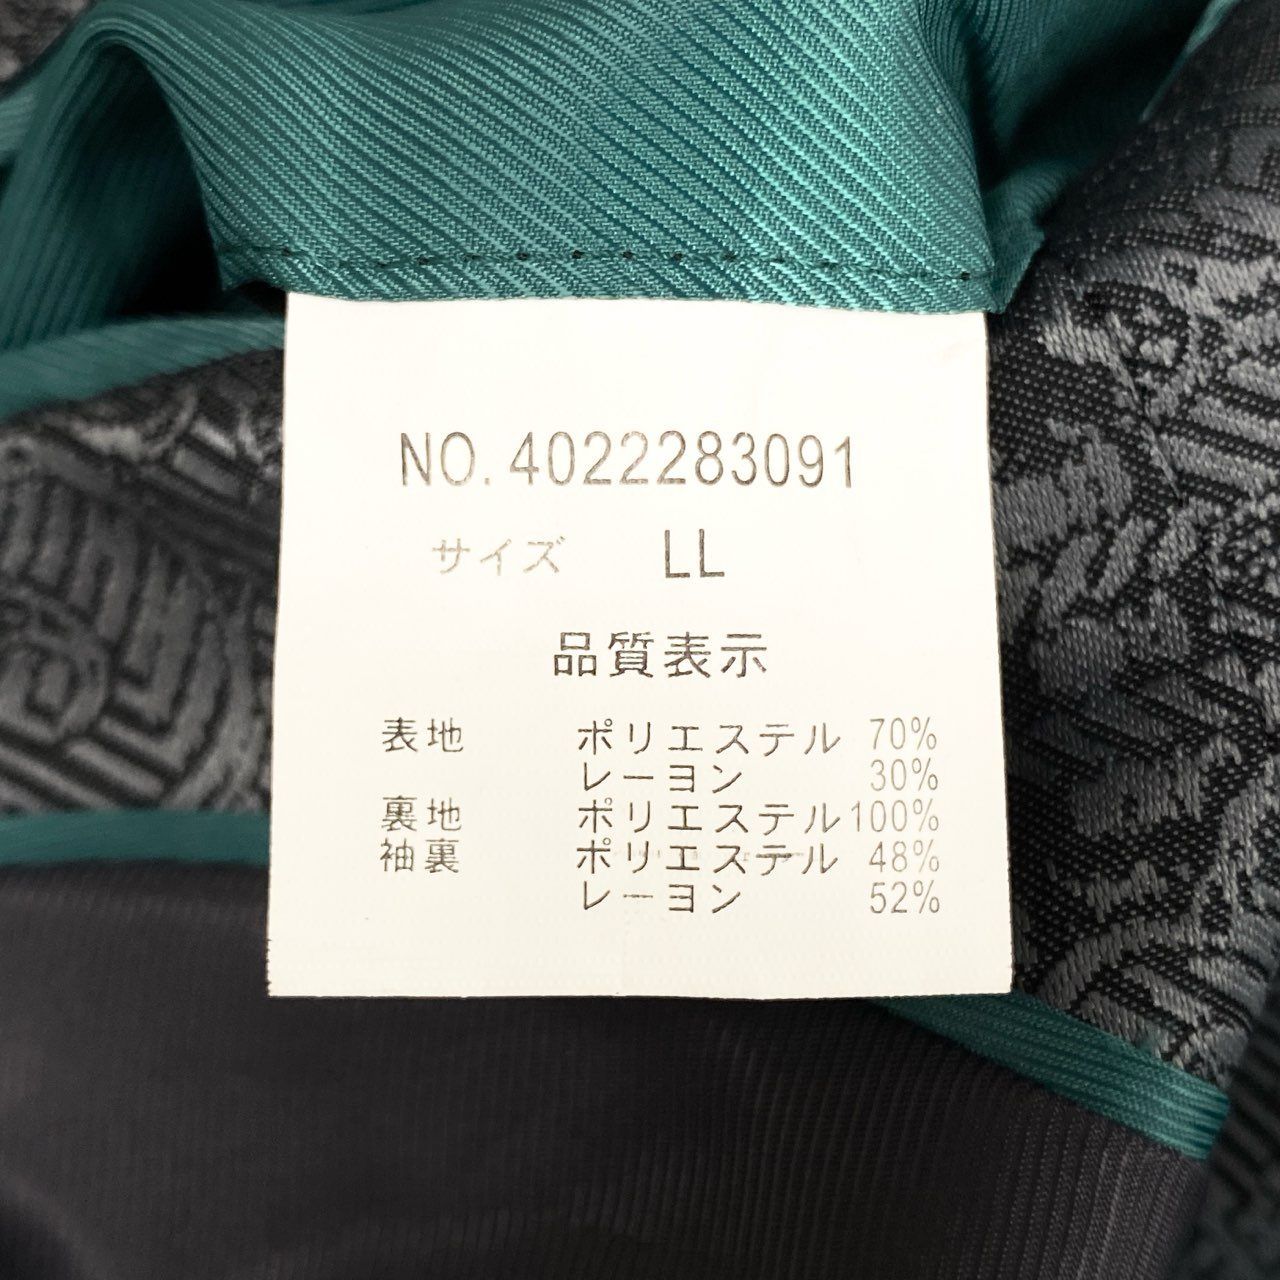 NO. 4022283091
サイズ LL
品質表示
表地 ポリエステル 70%
レーヨン 30%
裏地 ポリエステル 100%
袖裏 ポリエステル 48%
レーヨン 52%